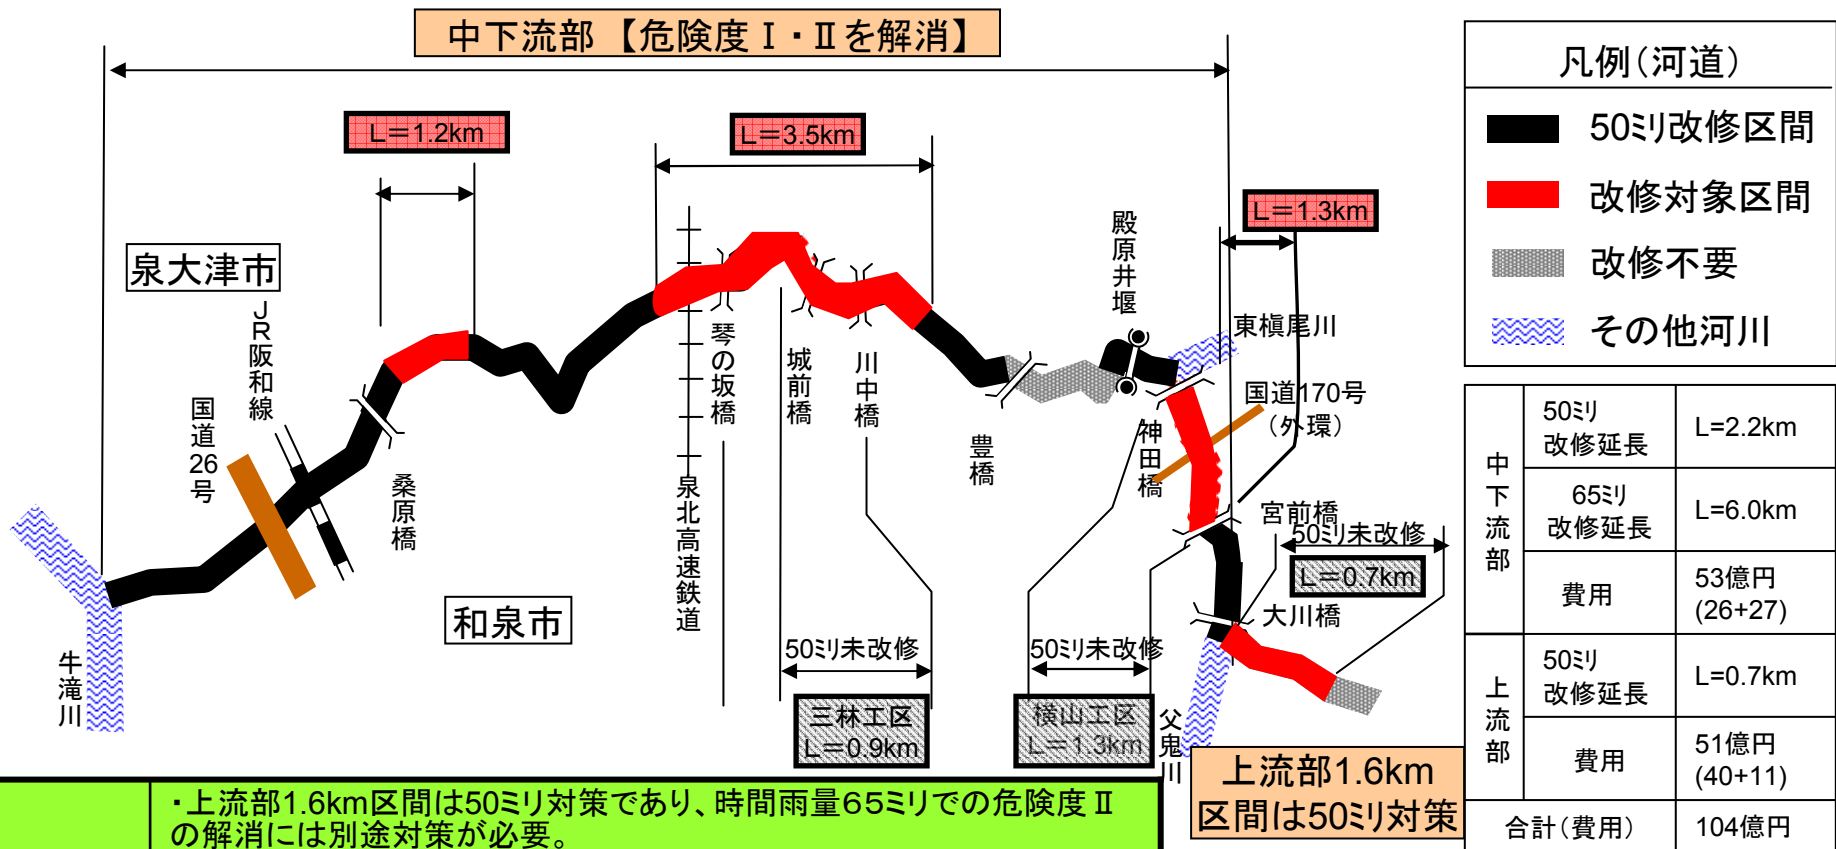 中下流部 【危険度Ⅰ・Ⅱを解消】
L=1.2km
L=3.5km
L=1.3km
泉大津市
和泉市
国道26号
JR阪和線
桑原橋
泉北高速鉄道
琴の坂橋
城前橋
川中橋
豊橋
殿原井堰
東槇尾川
国道170号
(外環)
神田橋
宮前橋
50ミリ未改修
L=0.7km
大川橋
牛滝川
50ミリ未改修
三林工区
L=0.9km
50ミリ未改修
横山工区
L=1.3km
父鬼川
上流部1.6km
区間は50ミリ対策
・上流部1.6km区間は50ミリ対策であり、時間雨量65ミリでの危険度Ⅱ
の解消には別途対策が必要。
凡例(河道)
50ミリ改修区間
改修対象区間
改修不要
その他河川
中下流部
50ミリ
改修延長
L=2.2km
65ミリ
改修延長
L=6.0km
費用
53億円
(26+27)
上流部
50ミリ
改修延長
L=0.7km
費用
51億円
(40+11)
合計(費用)
104億円